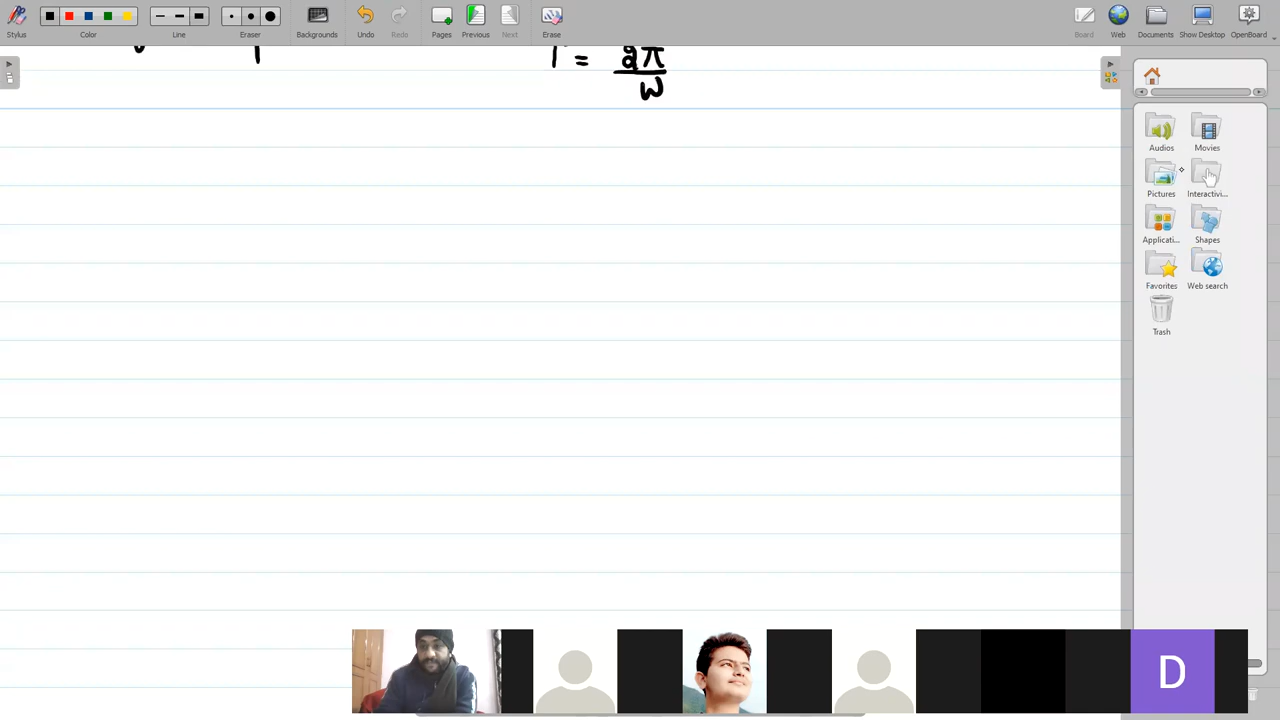 Stylus Color Line Eraser Backgrounds Undo Redo Pages Previous Next Erase Board Web Documents Show Desktop OpenBoard
T = 2π
w
Audios Movies
Pictures Interactivi...
Applicati... Shapes
Favorites Web search
Trash
D